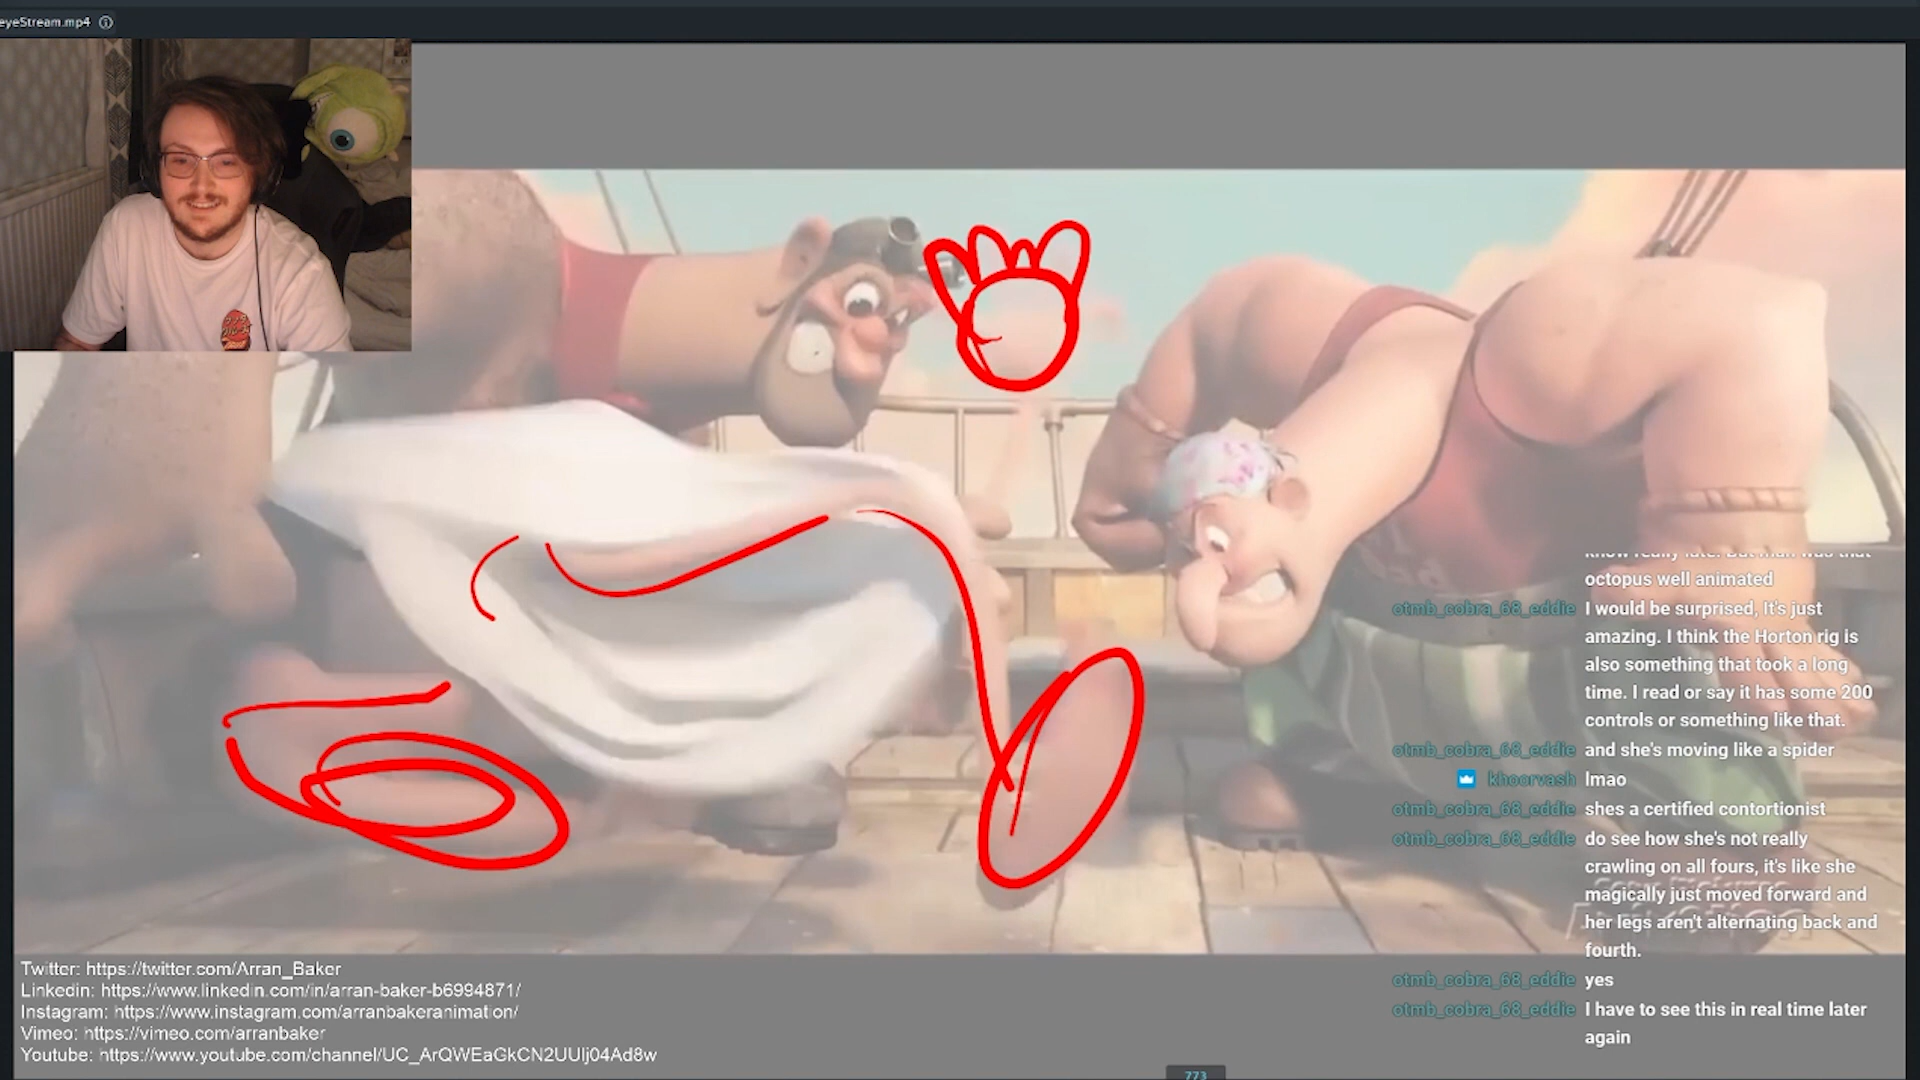 eyeStream.mp4
octopus well animated
otmb_cobra_68_eddie I would be surprised, It's just
amazing. I think the Horton rig is
also something that took a long
time. I read or say it has some 200
controls or something like that.
otmb_cobra_68_eddie and she's moving like a spider
khoorvash lmao
otmb_cobra_68_eddie shes a certified contortionist
otmb_cobra_68_eddie do see how she's not really
crawling on all fours, it's like she
magically just moved forward and
her legs aren't alternating back and
fourth.
otmb_cobra_68_eddie yes
otmb_cobra_68_eddie I have to see this in real time later
again
Twitter: https://twitter.com/Arran_Baker
Linkedin: https://www.linkedin.com/in/arran-baker-b6994871/
Instagram: https://www.instagram.com/arranbakeranimation/
Vimeo: https://vimeo.com/arranbaker
Youtube: https://www.youtube.com/channel/UC_ArQWEaGkCN2UUlj04Ad8w
773